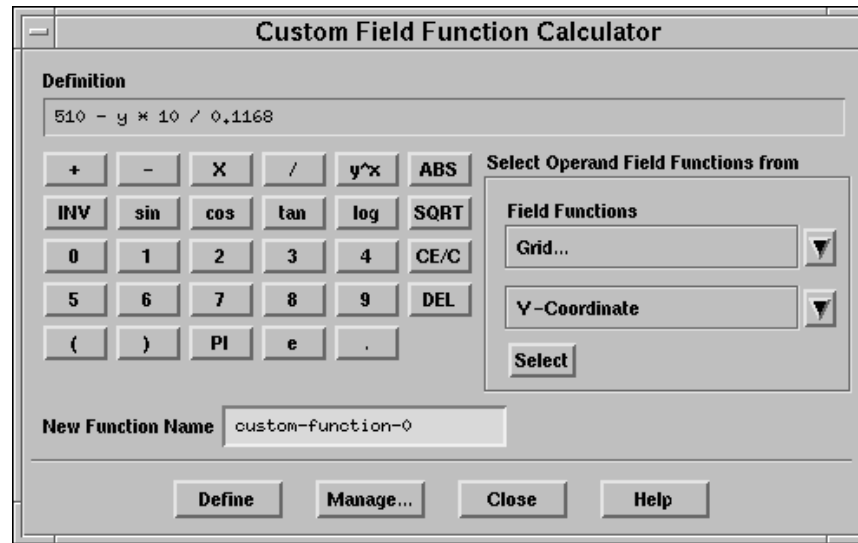 Custom Field Function Calculator
Definition
510 - y * 10 / 0.1168
+ - X / y^x ABS
INV sin cos tan log SQRT
0 1 2 3 4 CE/C
5 6 7 8 9 DEL
( ) PI e .
Select Operand Field Functions from
Field Functions
Grid...
Y-Coordinate
Select
New Function Name custom-function-0
Define Manage... Close Help